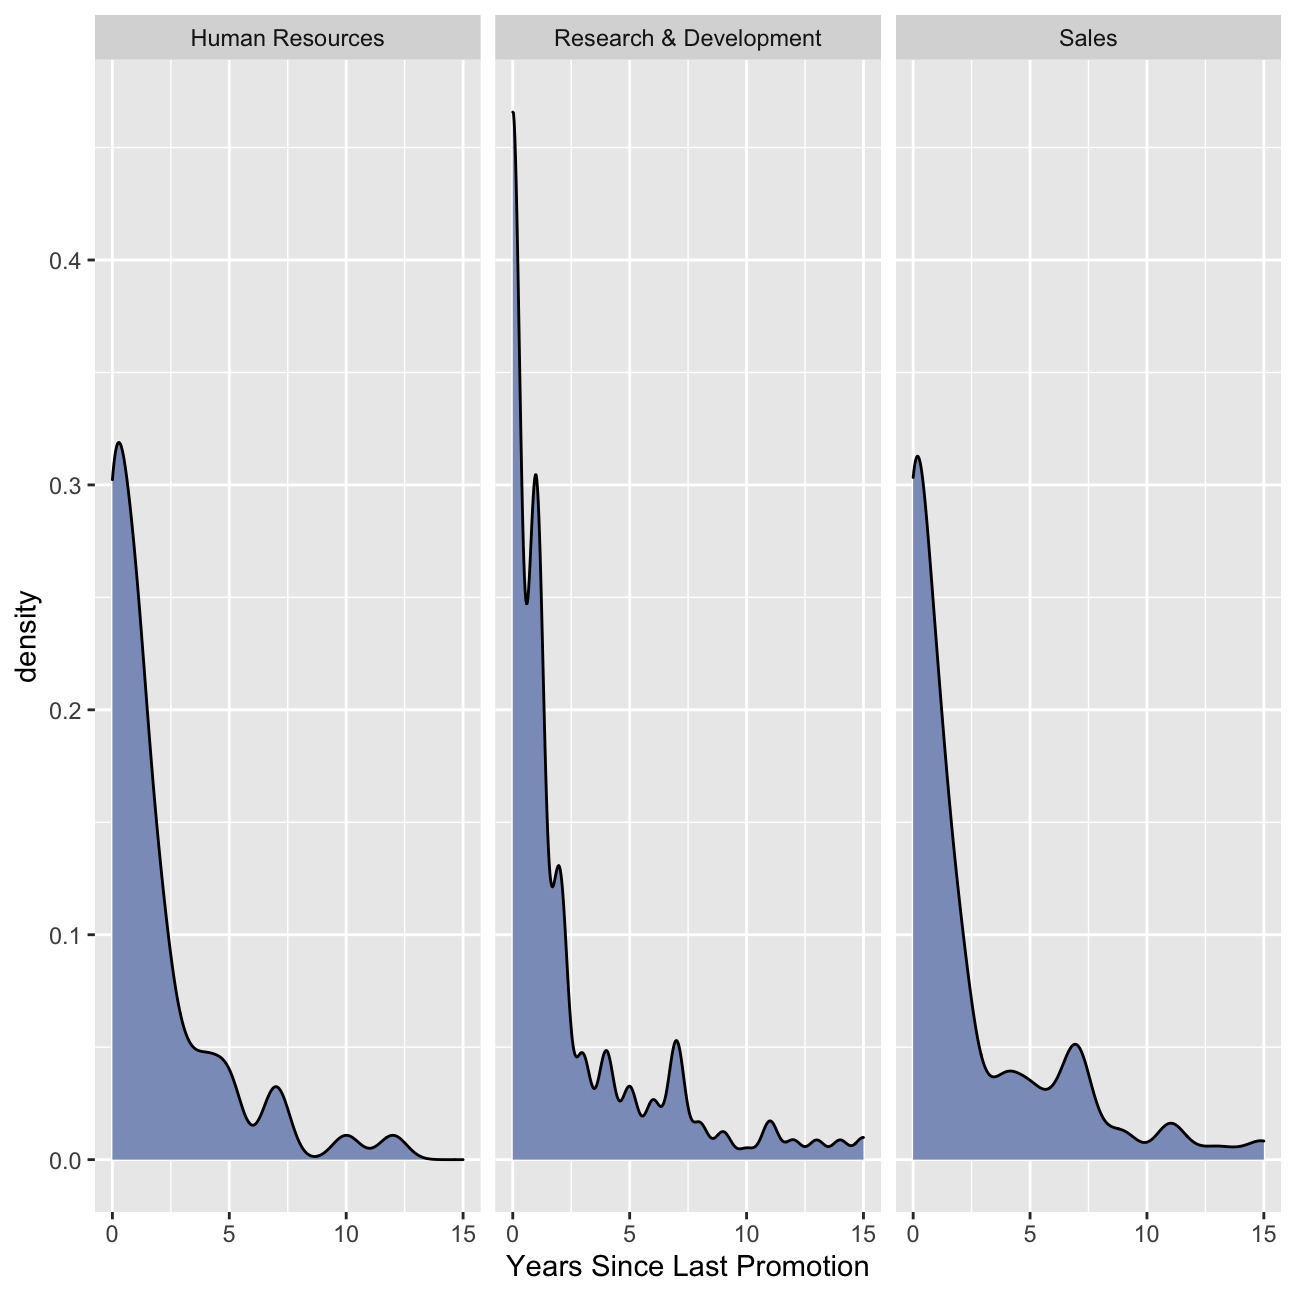 Human Resources
Research & Development
Sales
density
0.4
0.3
0.2
0.1
0.0
0 5 10 15
0 5 10 15
0 5 10 15
Years Since Last Promotion